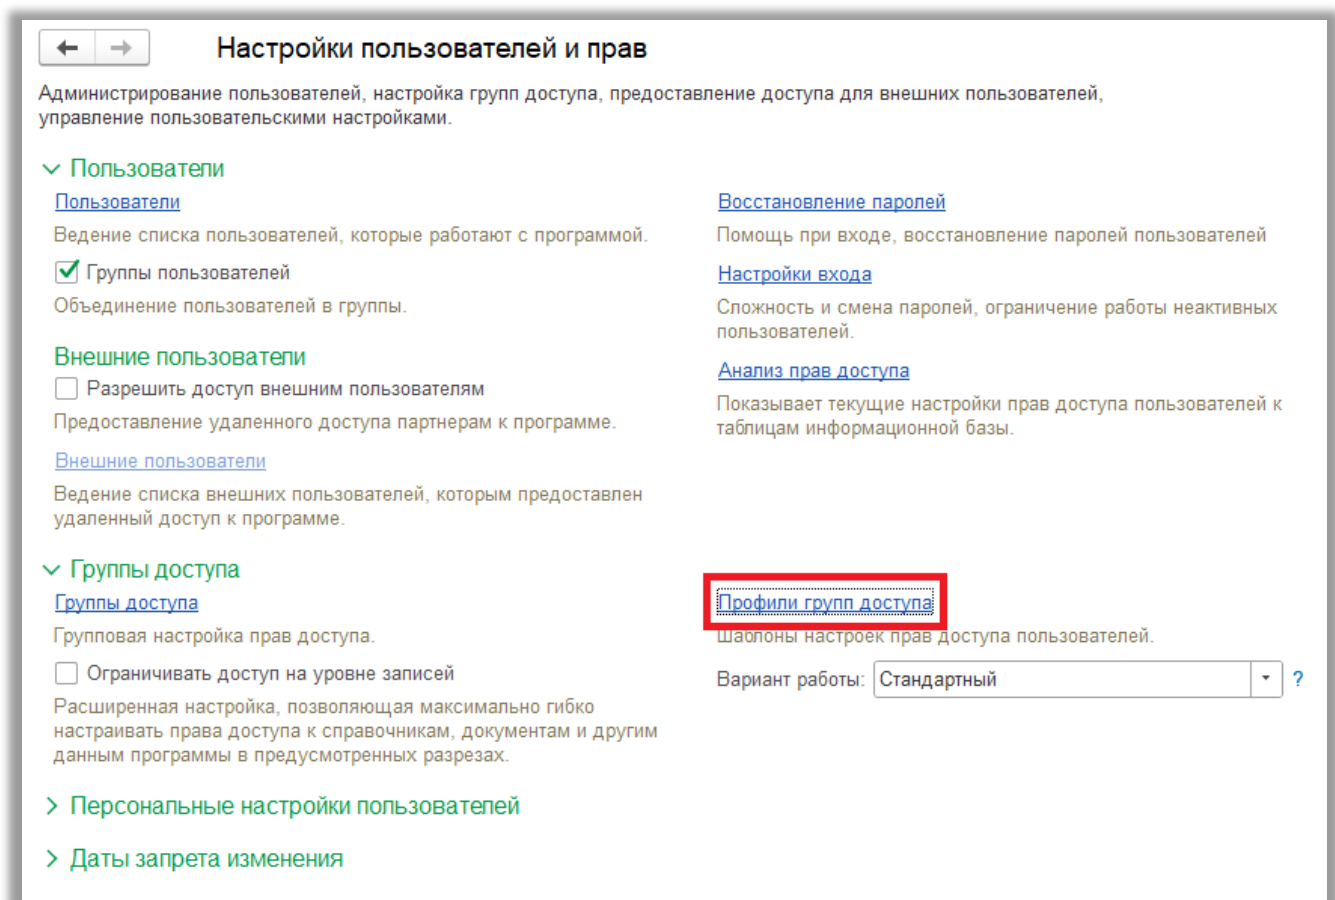 Настройки пользователей и прав
Администрирование пользователей, настройка групп доступа, предоставление доступа для внешних пользователей,
управление пользовательскими настройками.
Пользователи
Пользователи
Ведение списка пользователей, которые работают с программой.
Группы пользователей
Объединение пользователей в группы.
Внешние пользователи
Разрешить доступ внешним пользователям
Предоставление удаленного доступа партнерам к программе.
Внешние пользователи
Ведение списка внешних пользователей, которым предоставлен
удаленный доступ к программе.
Восстановление паролей
Помощь при входе, восстановление паролей пользователей
Настройки входа
Сложность и смена паролей, ограничение работы неактивных
пользователей.
Анализ прав доступа
Показывает текущие настройки прав доступа пользователей к
таблицам информационной базы.
Группы доступа
Группы доступа
Групповая настройка прав доступа.
Ограничивать доступ на уровне записей
Расширенная настройка, позволяющая максимально гибко
настраивать права доступа к справочникам, документам и другим
данным программы в предусмотренных разрезах.
Профили групп доступа
Шаблоны настроек прав доступа пользователей.
Вариант работы: Стандартный ?
Персональные настройки пользователей
Даты запрета изменения